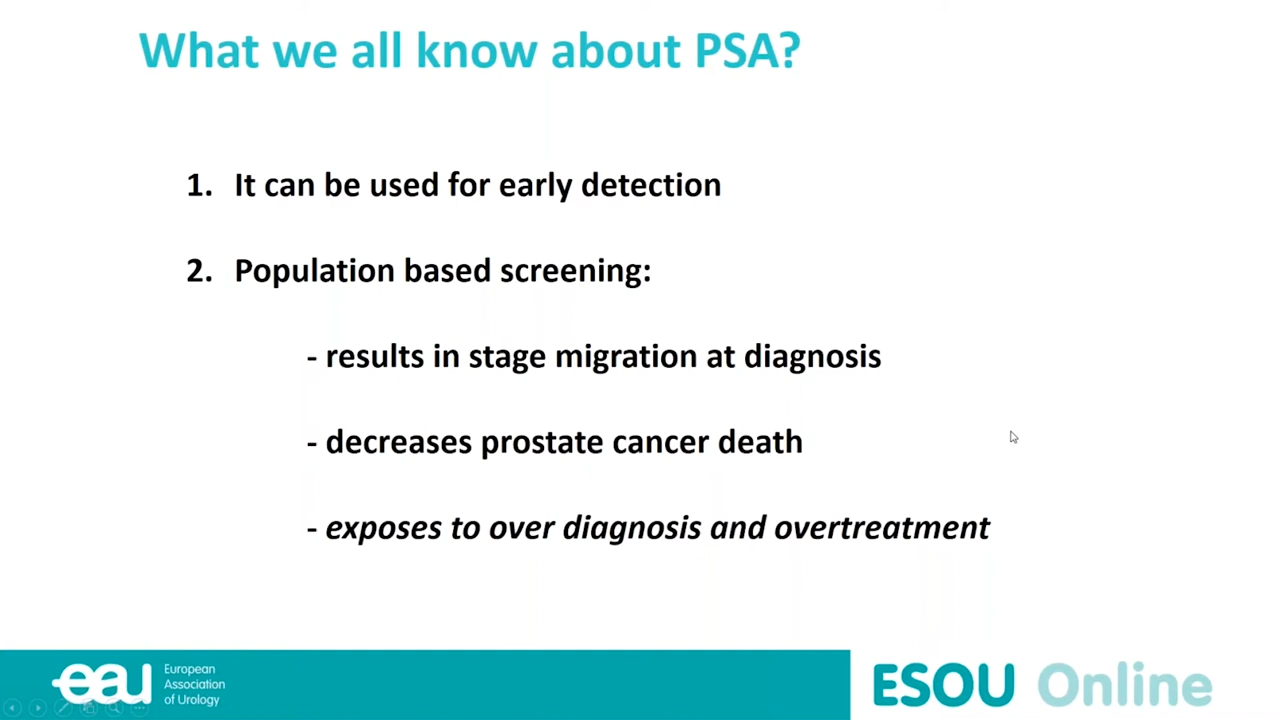 What we all know about PSA?
1. It can be used for early detection
2. Population based screening:
- results in stage migration at diagnosis
- decreases prostate cancer death
- exposes to over diagnosis and overtreatment
eau
European
Association
of Urology
ESOU Online